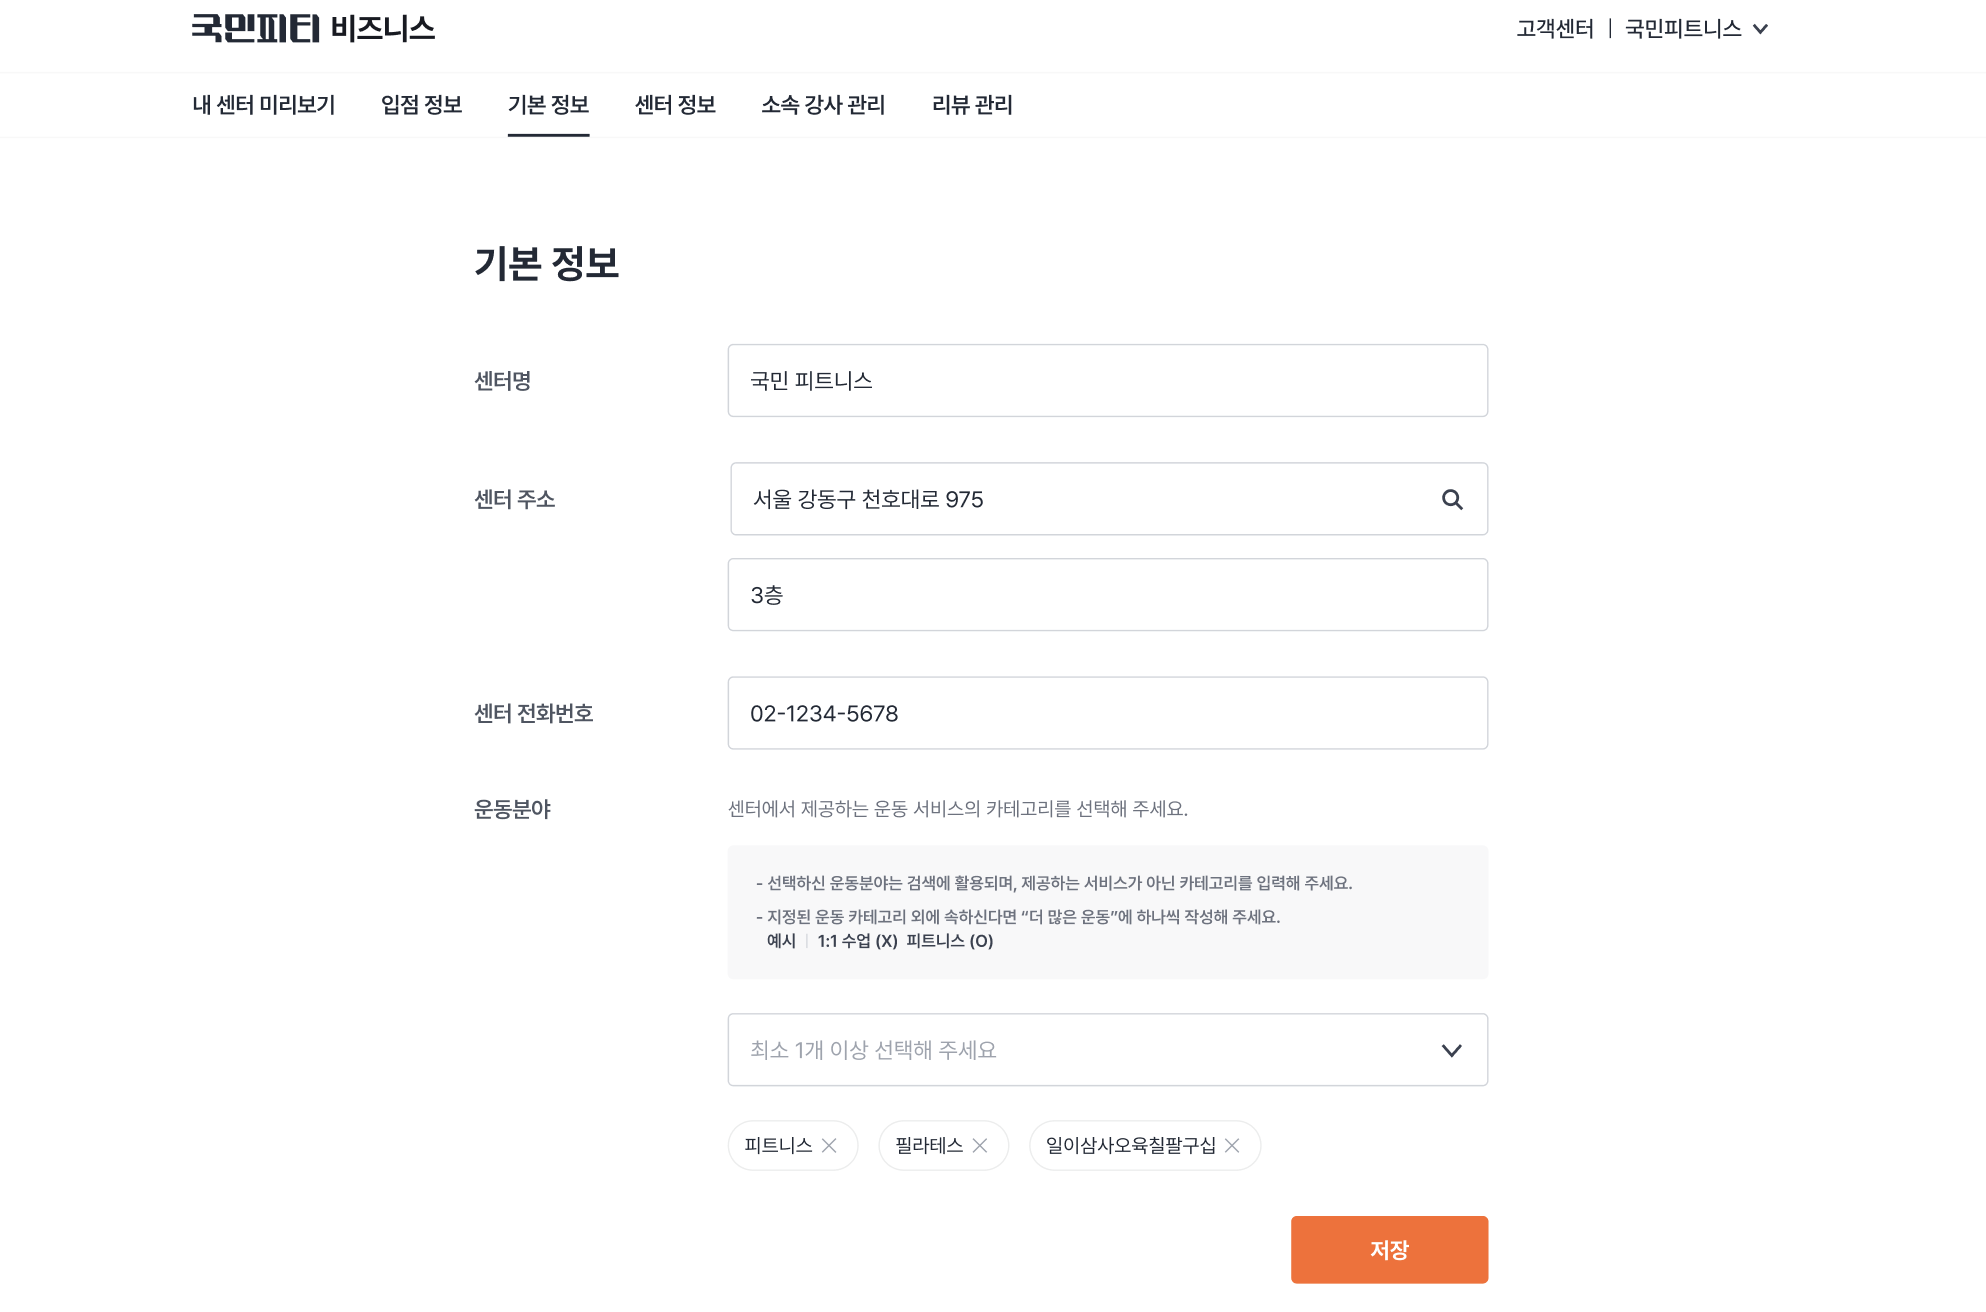 국민피티 비즈니스
고객센터 | 국민피트니스
내 센터 미리보기 입점 정보 기본 정보 센터 정보 소속 강사 관리 리뷰 관리
기본 정보
센터명 국민 피트니스
센터 주소 서울 강동구 천호대로 975
3층
센터 전화번호 02-1234-5678
운동분야 센터에서 제공하는 운동 서비스의 카테고리를 선택해 주세요.
- 선택하신 운동분야는 검색에 활용되며, 제공하는 서비스가 아닌 카테고리를 입력해 주세요.
- 지정된 운동 카테고리 외에 속하신다면 “더 많은 운동”에 하나씩 작성해 주세요.
예시 | 1:1 수업 (X) 피트니스 (O)
최소 1개 이상 선택해 주세요
피트니스 필라테스 일이삼사오육칠팔구십
저장